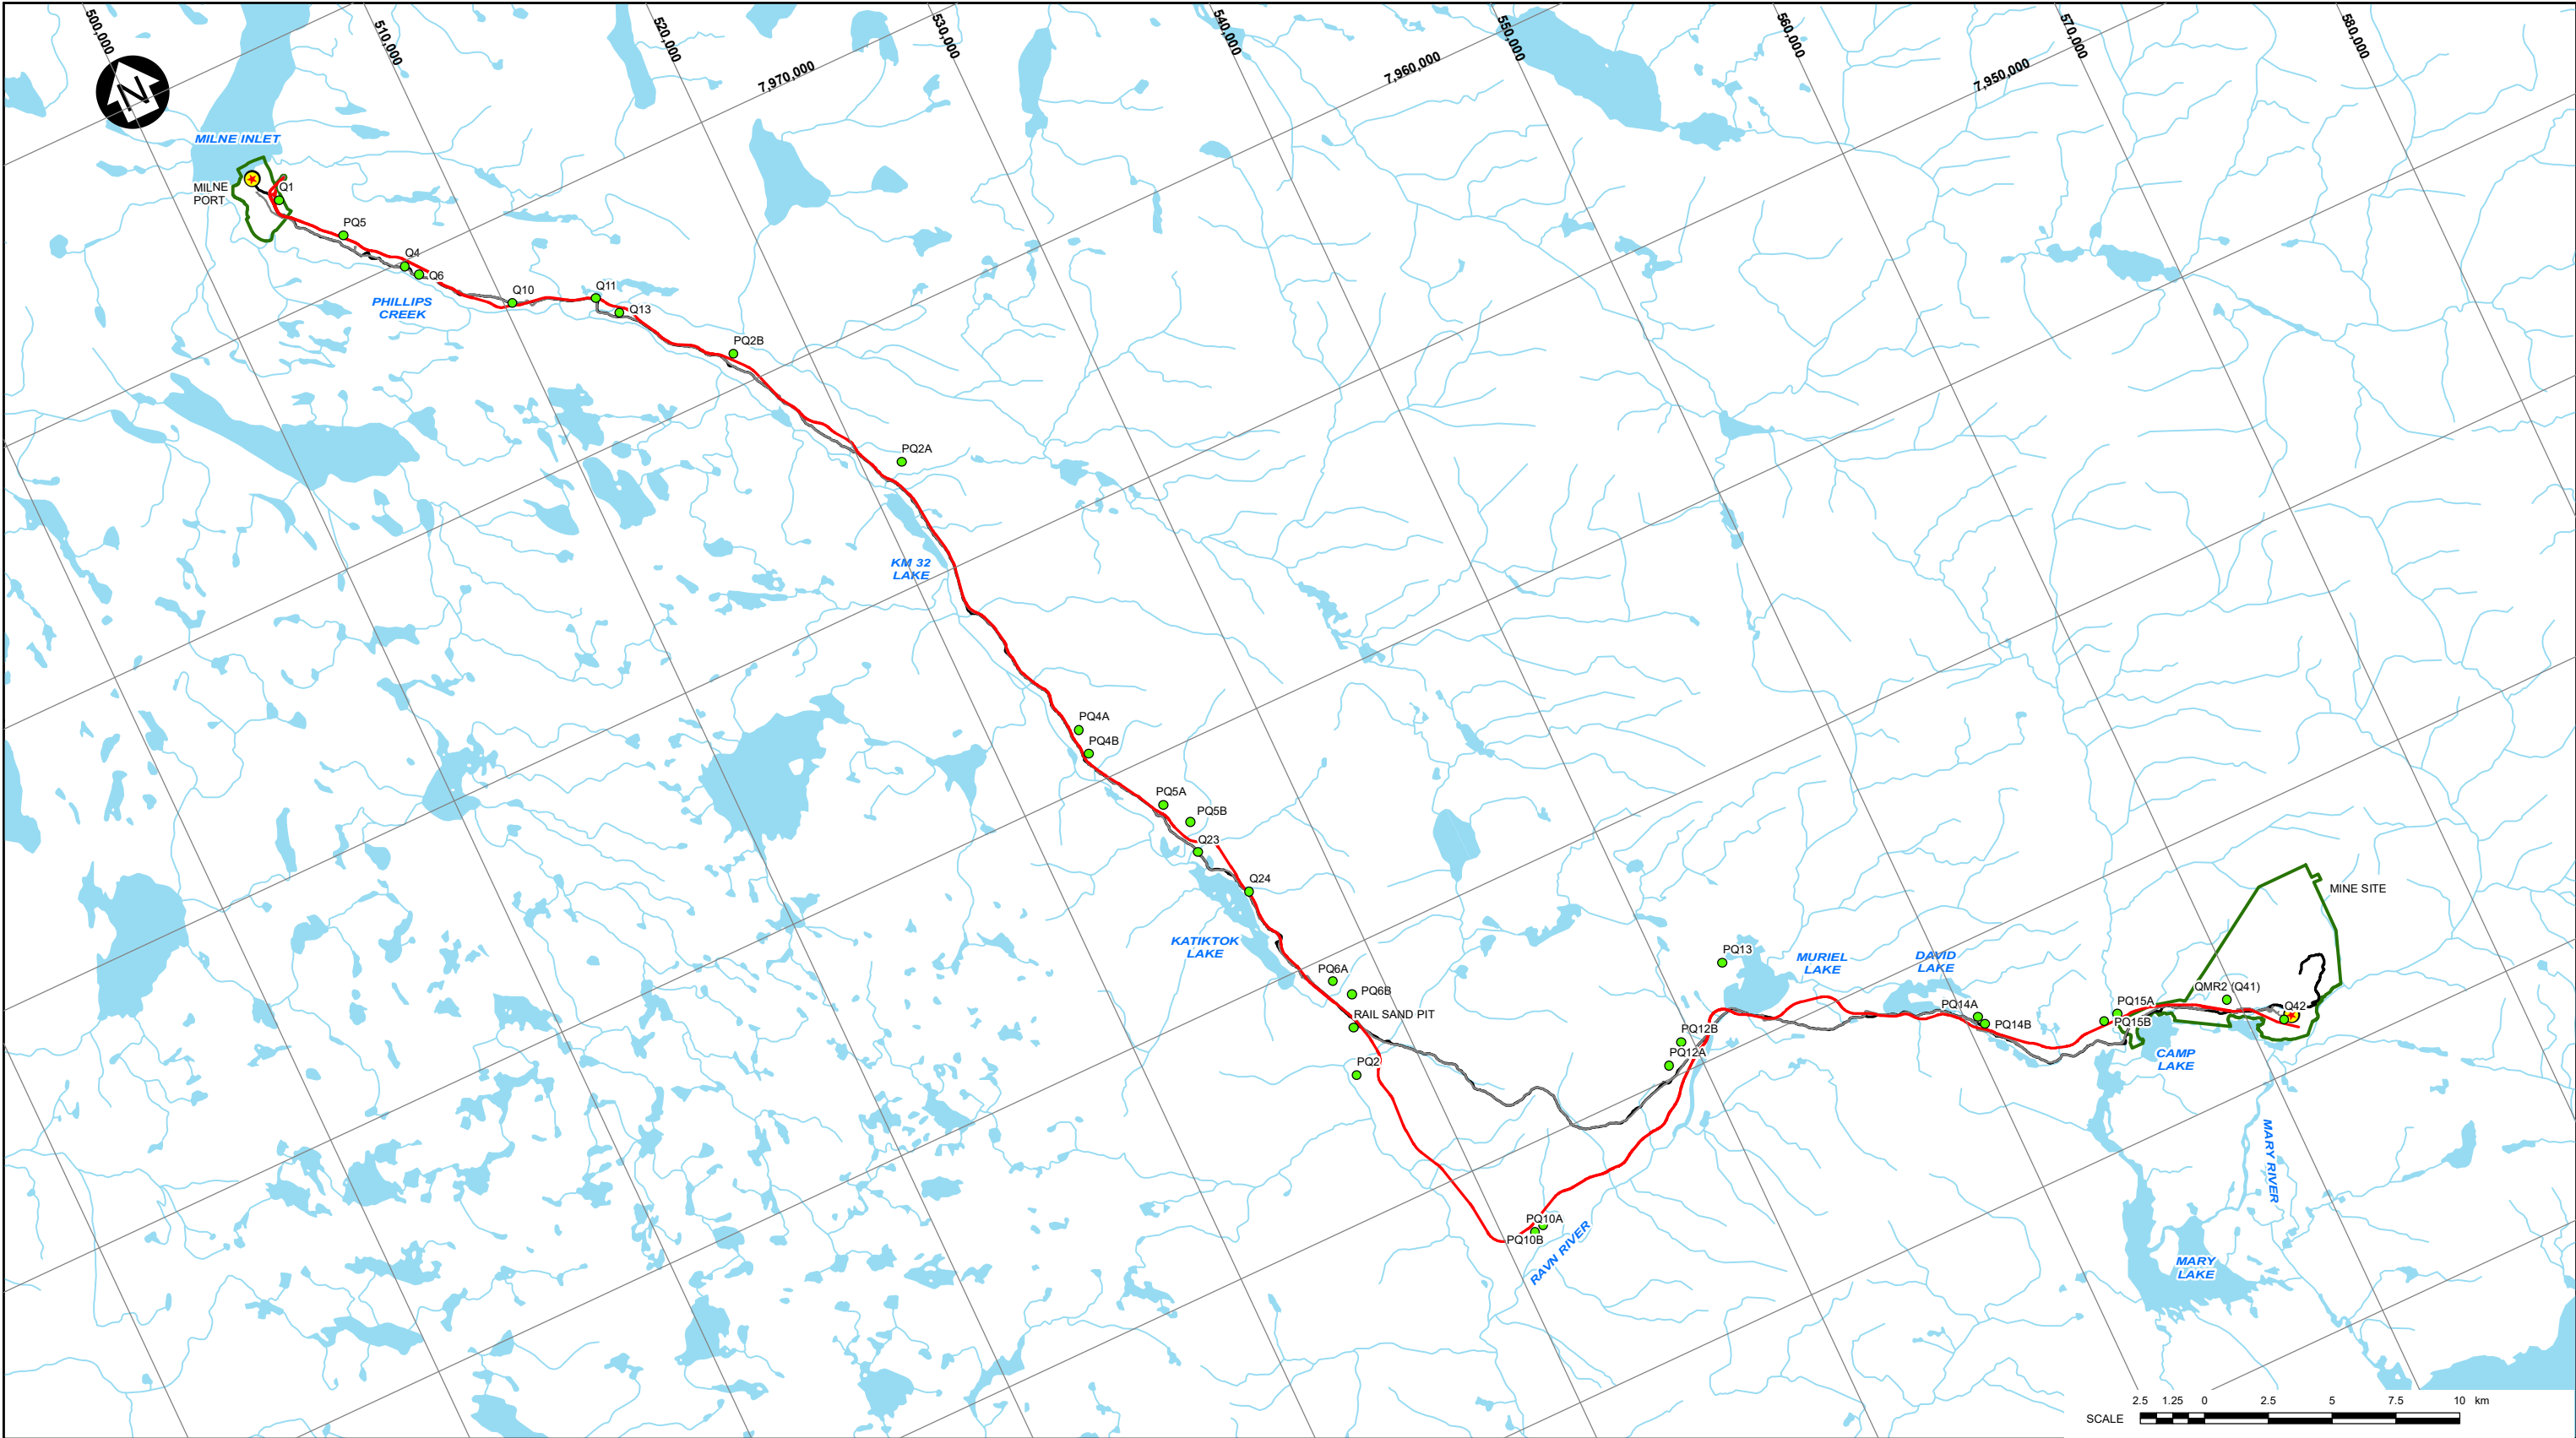 500,000
510,000
520,000
530,000
540,000
550,000
560,000
570,000
580,000
7,970,000
7,960,000
7,950,000
N
MILNE INLET
MILNE
PORT
Q1
PQ5
Q4
Q6
PHILLIPS
CREEK
Q10
Q11
Q13
PQ2B
PQ2A
KM 32
LAKE
PQ4A
PQ4B
PQ5A
PQ5B
Q23
Q24
KATIKTOK
LAKE
PQ6A
PQ6B
RAIL SAND PIT
PQ2
PQ10A
PQ10B
RAVN RIVER
PQ12B
PQ12A
PQ13
MURIEL
LAKE
DAVID
LAKE
PQ14A
PQ14B
PQ15A
PQ15B
QMR2 (Q41)
Q42
MINE SITE
CAMP
LAKE
MARY RIVER
MARY
LAKE
2.5 1.25 0 2.5 5 7.5 10 km
SCALE